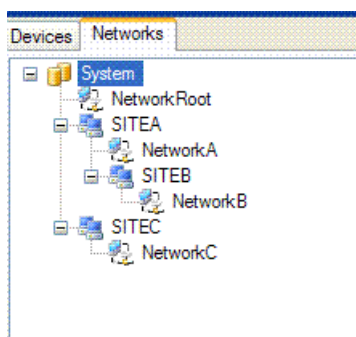 Devices Networks
System
NetworkRoot
SITEA
NetworkA
SITEB
NetworkB
SITEC
NetworkC